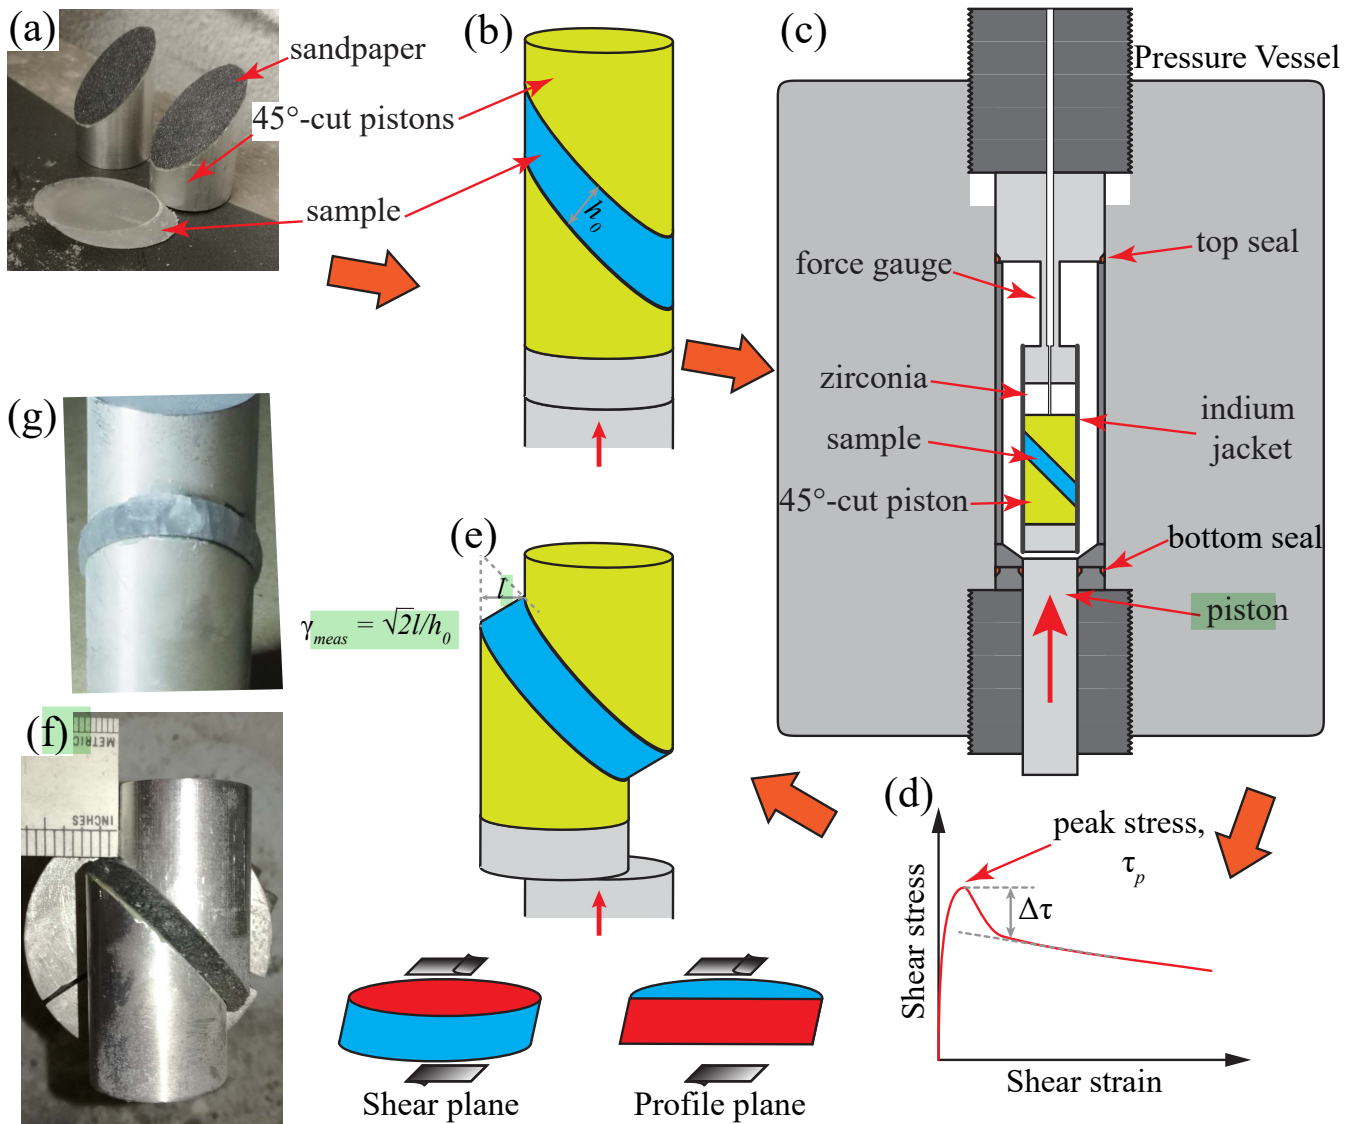 (a)
sandpaper
45°-cut pistons
sample
(b)
h₀
(c)
Pressure Vessel
top seal
force gauge
zirconia
indium
jacket
sample
45°-cut piston
bottom seal
piston
(g)
(e)
l
γmeas = √2l/h₀
(f)
METRIC
INCHES
(d)
peak stress,
τp
Δτ
Shear stress
Shear strain
Shear plane
Profile plane